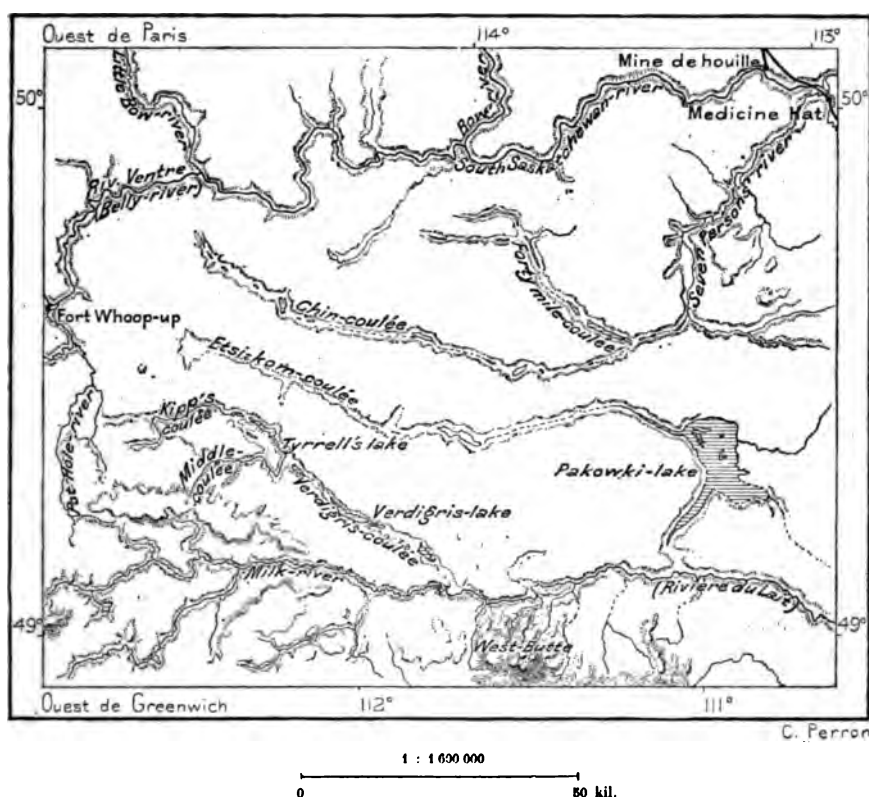 Ouest de Paris
114°
113°
Mine de houille
50°
50°
Little Bow-river
Bow-river
South Saskatchewan-river
Medicine Hat
Riv. Ventre
(Belly-river)
Seven Persons-river
Forty mile-coulée
Fort Whoop-up
Chin-coulée
Etsi-kom-coulée
Pot Hole-river
Kipp's
coulée
Tyrrell's lake
Middle-
coulée
Pakowki-lake
Verdigris-lake
Verdigris-coulée
Milk-river
(Rivière du Lait)
49°
49°
West-Butte
Ouest de Greenwich
112°
111°
C. Perron
1 : 1 600 000
0
50 kil.